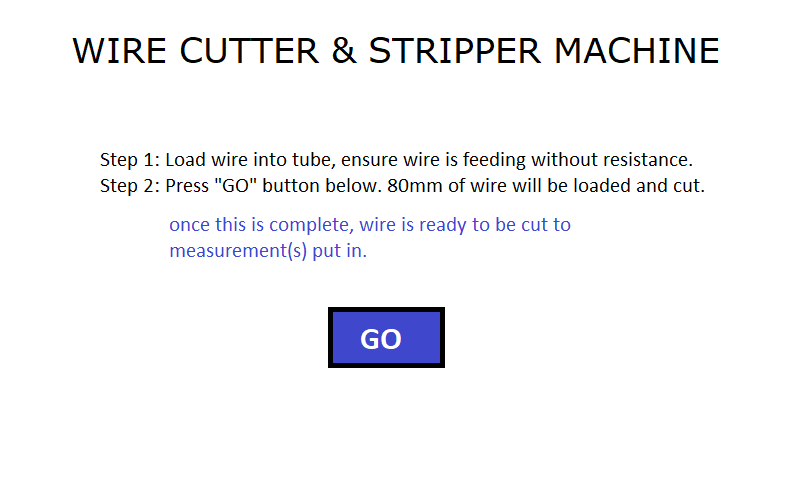 WIRE CUTTER & STRIPPER MACHINE
Step 1: Load wire into tube, ensure wire is feeding without resistance.
Step 2: Press "GO" button below. 80mm of wire will be loaded and cut.
once this is complete, wire is ready to be cut to
measurement(s) put in.
GO